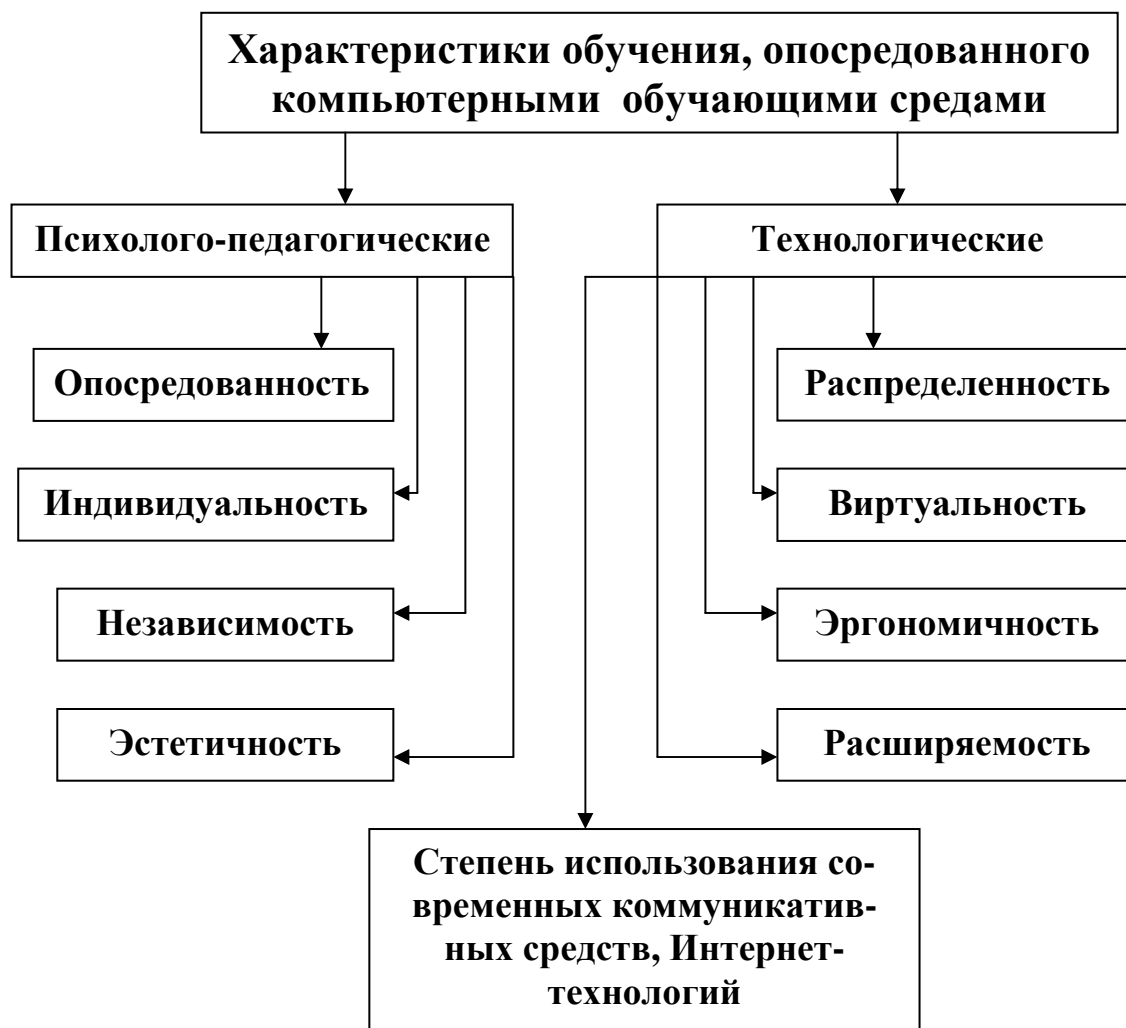 Характеристики обучения, опосредованного
компьютерными обучающими средами
Психолого-педагогические
Технологические
Опосредованность
Распределенность
Индивидуальность
Виртуальность
Независимость
Эргономичность
Эстетичность
Расширяемость
Степень использования со-
временных коммуникатив-
ных средств, Интернет-
технологий